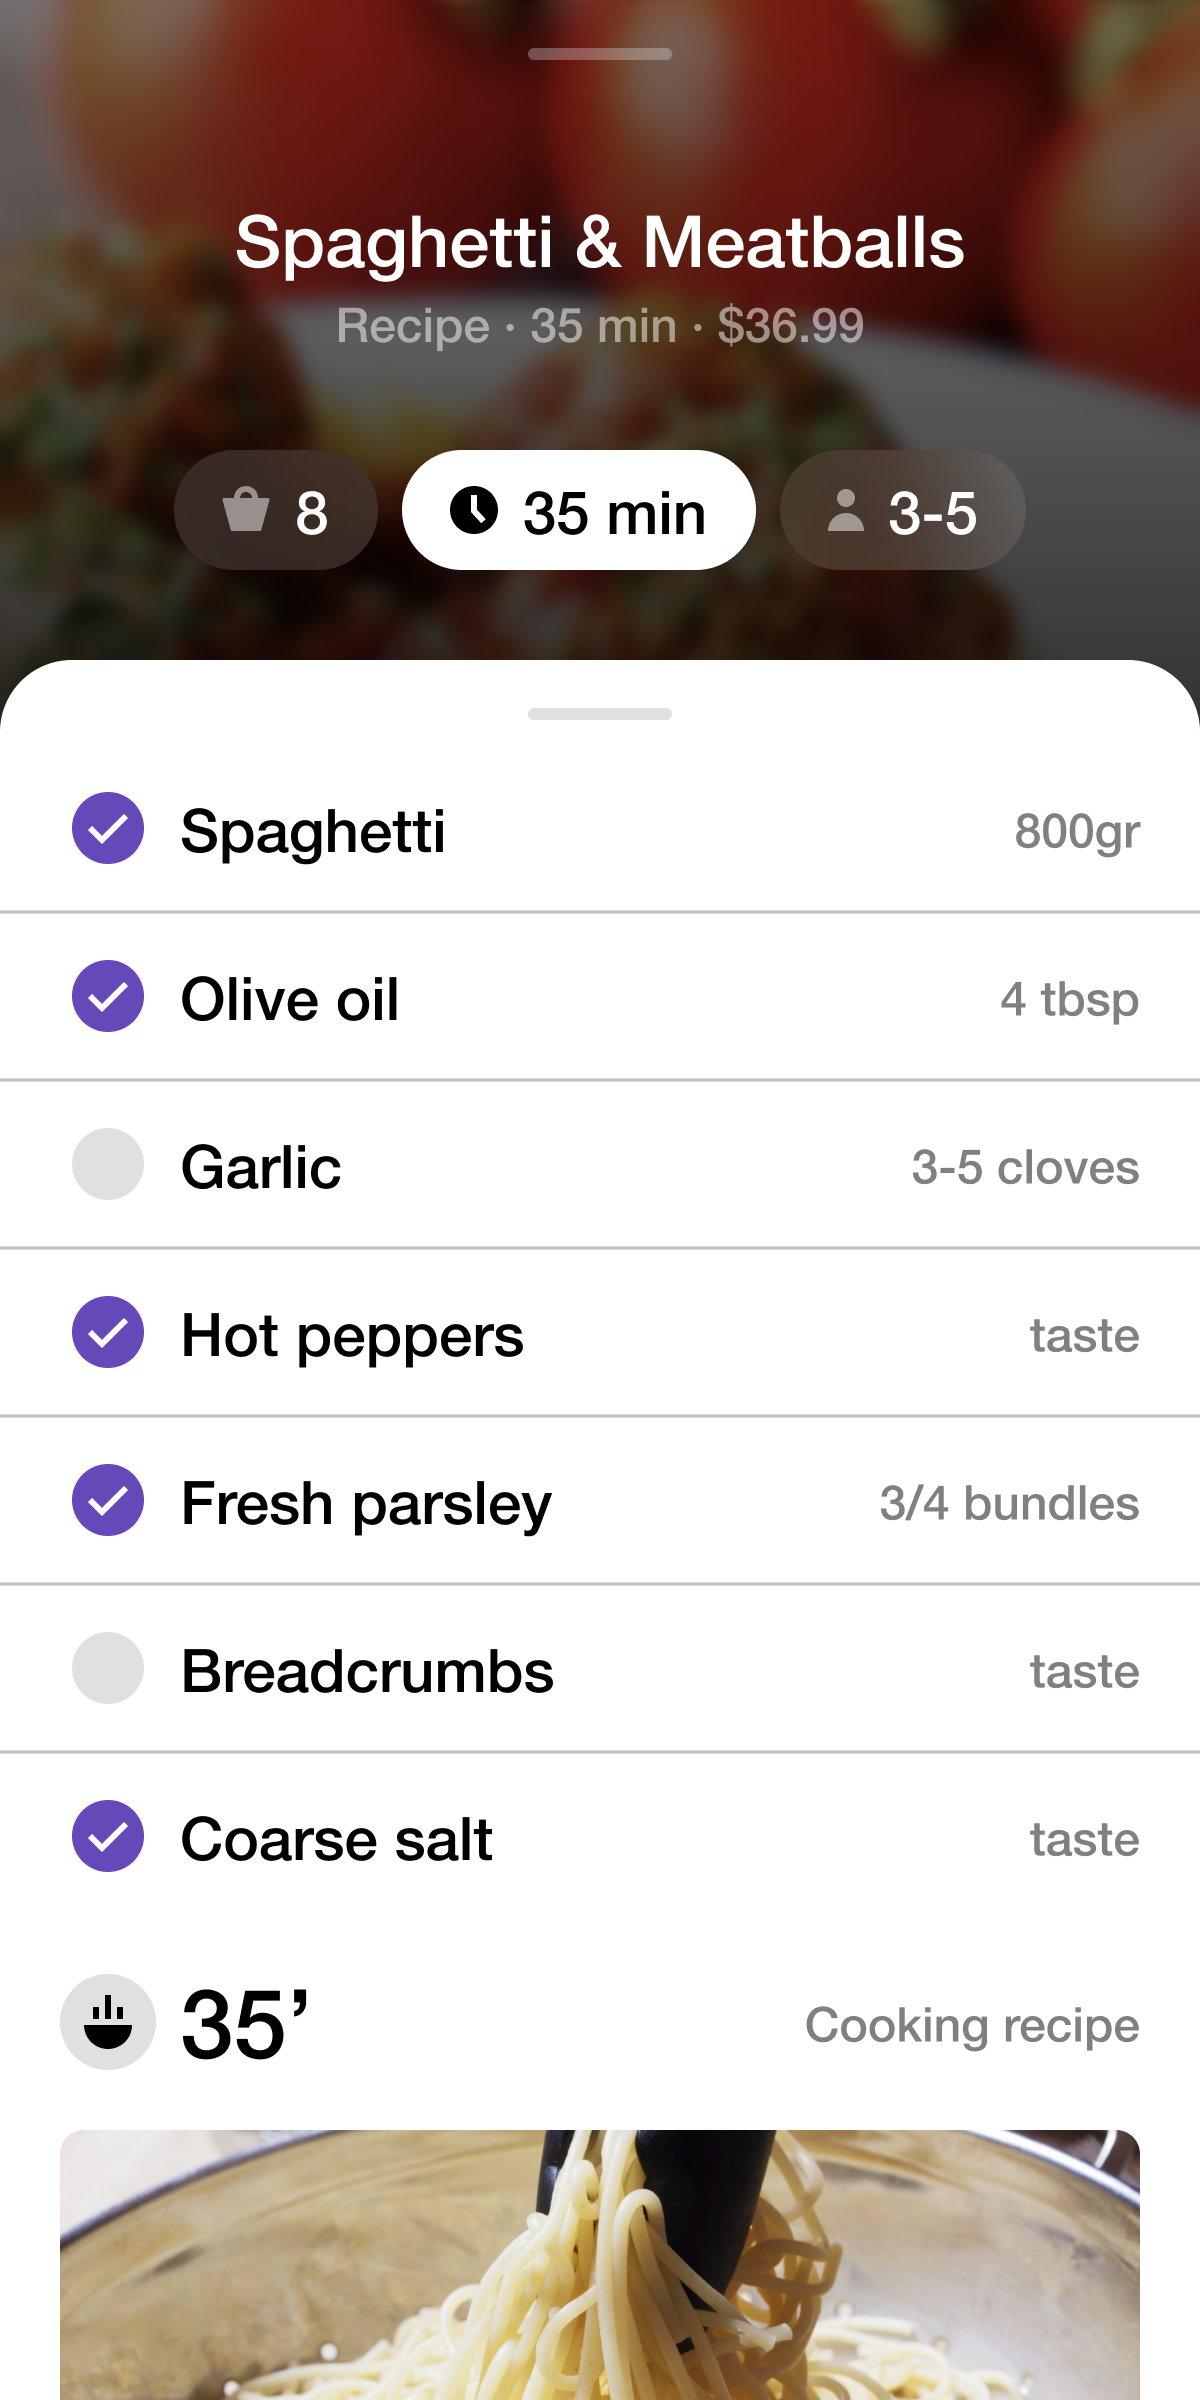 Spaghetti & Meatballs
Recipe · 35 min · $36.99
8
35 min
3-5
Spaghetti 800gr
Olive oil 4 tbsp
Garlic 3-5 cloves
Hot peppers taste
Fresh parsley 3/4 bundles
Breadcrumbs taste
Coarse salt taste
35’ Cooking recipe